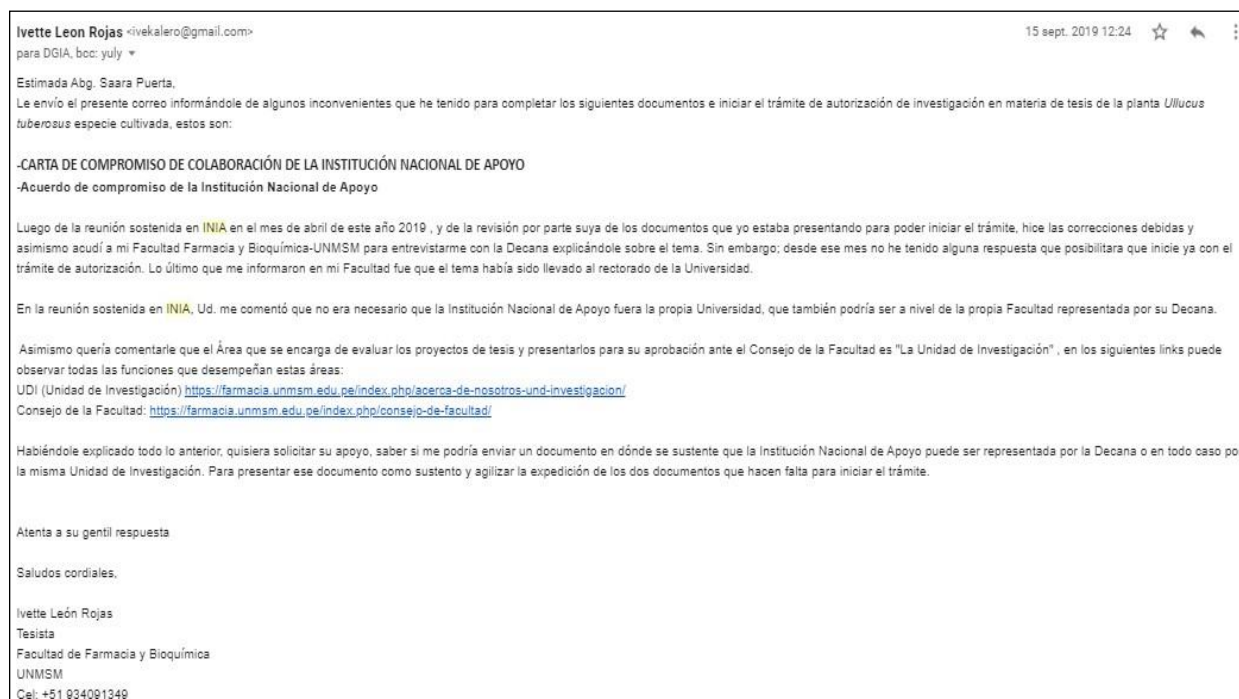 Ivette Leon Rojas <ivekalero@gmail.com> 15 sept. 2019 12:24
para DGIA, bcc: yuly
Estimada Abg. Saara Puerta,
Le envío el presente correo informándole de algunos inconvenientes que he tenido para completar los siguientes documentos e iniciar el trámite de autorización de investigación en materia de tesis de la planta Ullucus
tuberosus especie cultivada, estos son:
-CARTA DE COMPROMISO DE COLABORACIÓN DE LA INSTITUCIÓN NACIONAL DE APOYO
-Acuerdo de compromiso de la Institución Nacional de Apoyo
Luego de la reunión sostenida en INIA en el mes de abril de este año 2019 , y de la revisión por parte suya de los documentos que yo estaba presentando para poder iniciar el trámite, hice las correcciones debidas y
asimismo acudí a mi Facultad Farmacia y Bioquímica-UNMSM para entrevistarme con la Decana explicándole sobre el tema. Sin embargo; desde ese mes no he tenido alguna respuesta que posibilitara que inicie ya con el
trámite de autorización. Lo último que me informaron en mi Facultad fue que el tema había sido llevado al rectorado de la Universidad.
En la reunión sostenida en INIA, Ud. me comentó que no era necesario que la Institución Nacional de Apoyo fuera la propia Universidad, que también podría ser a nivel de la propia Facultad representada por su Decana.
Asimismo quería comentarle que el Área que se encarga de evaluar los proyectos de tesis y presentarlos para su aprobación ante el Consejo de la Facultad es "La Unidad de Investigación" , en los siguientes links puede
observar todas las funciones que desempeñan estas áreas:
UDI (Unidad de Investigación) https://farmacia.unmsm.edu.pe/index.php/acerca-de-nosotros-und-investigacion/
Consejo de la Facultad: https://farmacia.unmsm.edu.pe/index.php/consejo-de-facultad/
Habiéndole explicado todo lo anterior, quisiera solicitar su apoyo, saber si me podría enviar un documento en dónde se sustente que la Institución Nacional de Apoyo puede ser representada por la Decana o en todo caso po
la misma Unidad de Investigación. Para presentar ese documento como sustento y agilizar la expedición de los dos documentos que hacen falta para iniciar el trámite.
Atenta a su gentil respuesta
Saludos cordiales,
Ivette León Rojas
Tesista
Facultad de Farmacia y Bioquímica
UNMSM
Cel: +51 934091349